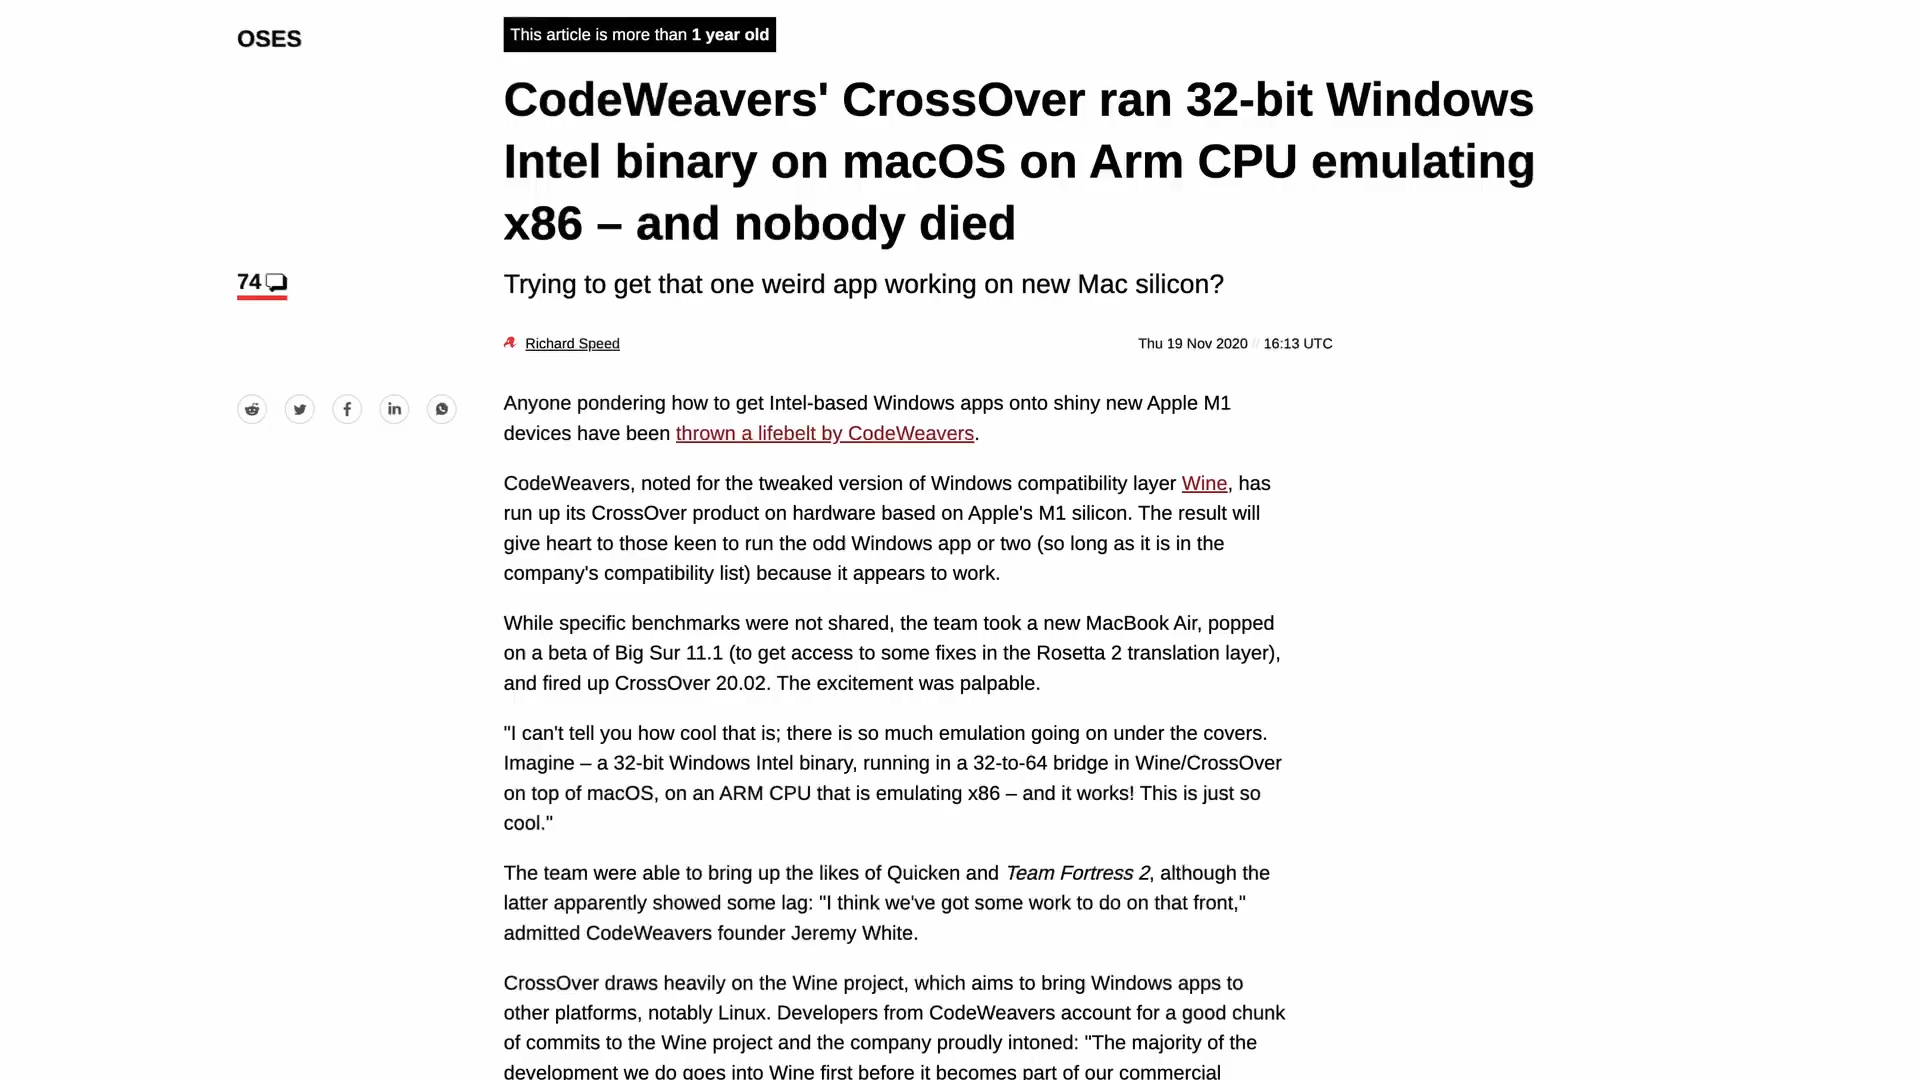 OSES
This article is more than 1 year old
CodeWeavers' CrossOver ran 32-bit Windows
Intel binary on macOS on Arm CPU emulating
x86 – and nobody died
74
Trying to get that one weird app working on new Mac silicon?
Richard Speed
Thu 19 Nov 2020 // 16:13 UTC
Anyone pondering how to get Intel-based Windows apps onto shiny new Apple M1
devices have been thrown a lifebelt by CodeWeavers.
CodeWeavers, noted for the tweaked version of Windows compatibility layer Wine, has
run up its CrossOver product on hardware based on Apple's M1 silicon. The result will
give heart to those keen to run the odd Windows app or two (so long as it is in the
company's compatibility list) because it appears to work.
While specific benchmarks were not shared, the team took a new MacBook Air, popped
on a beta of Big Sur 11.1 (to get access to some fixes in the Rosetta 2 translation layer),
and fired up CrossOver 20.02. The excitement was palpable.
"I can't tell you how cool that is; there is so much emulation going on under the covers.
Imagine – a 32-bit Windows Intel binary, running in a 32-to-64 bridge in Wine/CrossOver
on top of macOS, on an ARM CPU that is emulating x86 – and it works! This is just so
cool."
The team were able to bring up the likes of Quicken and Team Fortress 2, although the
latter apparently showed some lag: "I think we've got some work to do on that front,"
admitted CodeWeavers founder Jeremy White.
CrossOver draws heavily on the Wine project, which aims to bring Windows apps to
other platforms, notably Linux. Developers from CodeWeavers account for a good chunk
of commits to the Wine project and the company proudly intoned: "The majority of the
development we do goes into Wine first before it becomes part of our commercial